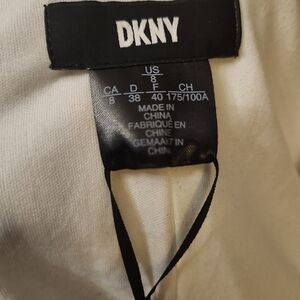 DKNY
US
8
CA D F CH
8 38 40 175/100A
MADE IN
CHINA
FABRIQUE EN
CHINE
GEMAAKT IN
CHINA